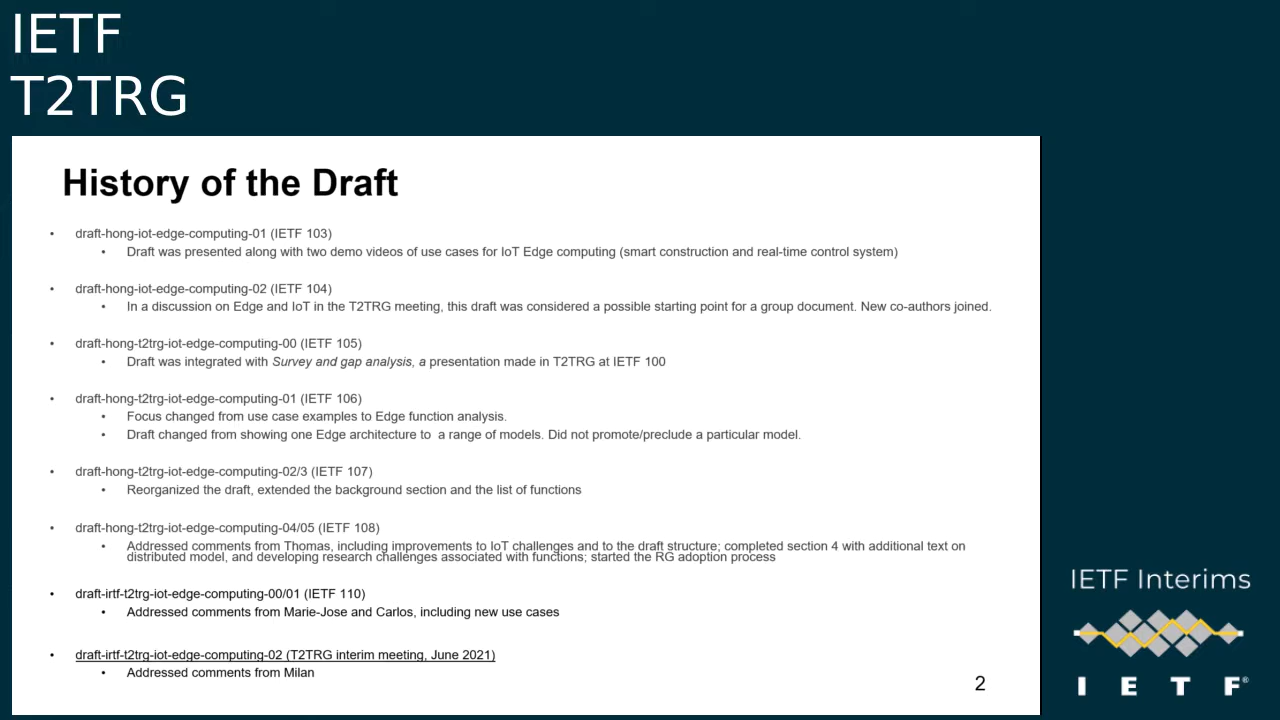 IETF
T2TRG
History of the Draft
• draft-hong-iot-edge-computing-01 (IETF 103)
• Draft was presented along with two demo videos of use cases for IoT Edge computing (smart construction and real-time control system)
• draft-hong-iot-edge-computing-02 (IETF 104)
• In a discussion on Edge and IoT in the T2TRG meeting, this draft was considered a possible starting point for a group document. New co-authors joined.
• draft-hong-t2trg-iot-edge-computing-00 (IETF 105)
• Draft was integrated with Survey and gap analysis, a presentation made in T2TRG at IETF 100
• draft-hong-t2trg-iot-edge-computing-01 (IETF 106)
• Focus changed from use case examples to Edge function analysis.
• Draft changed from showing one Edge architecture to a range of models. Did not promote/preclude a particular model.
• draft-hong-t2trg-iot-edge-computing-02/3 (IETF 107)
• Reorganized the draft, extended the background section and the list of functions
• draft-hong-t2trg-iot-edge-computing-04/05 (IETF 108)
• Addressed comments from Thomas, including improvements to IoT challenges and to the draft structure; completed section 4 with additional text on
distributed model, and developing research challenges associated with functions; started the RG adoption process
• draft-irtf-t2trg-iot-edge-computing-00/01 (IETF 110)
• Addressed comments from Marie-Jose and Carlos, including new use cases
• draft-irtf-t2trg-iot-edge-computing-02 (T2TRG interim meeting, June 2021)
• Addressed comments from Milan
2
IETF Interims
I E T F®